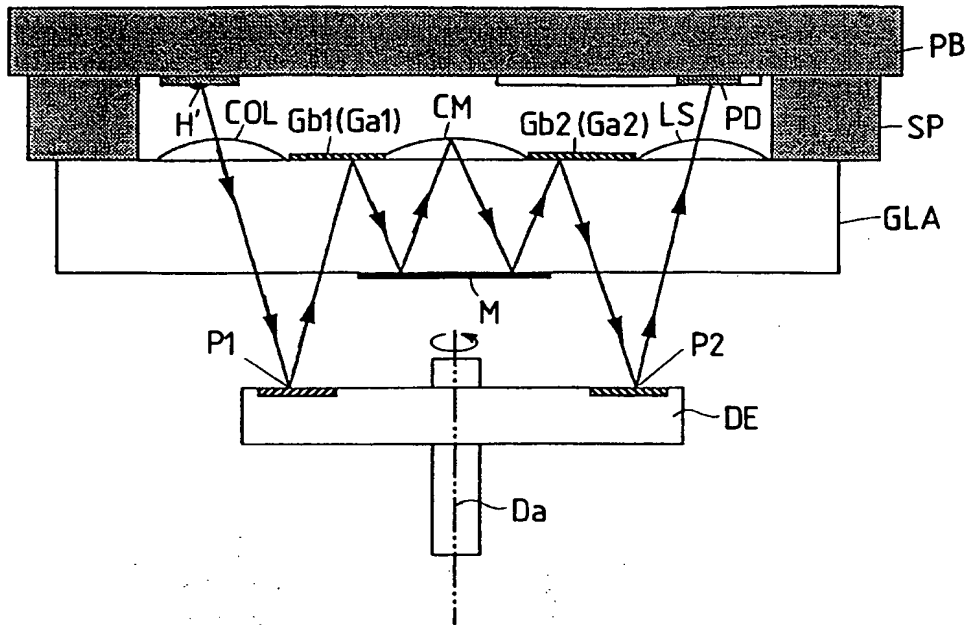 PB
H'
COL
Gb1(Ga1)
CM
Gb2(Ga2)
LS
PD
SP
GLA
M
P1
P2
DE
Da